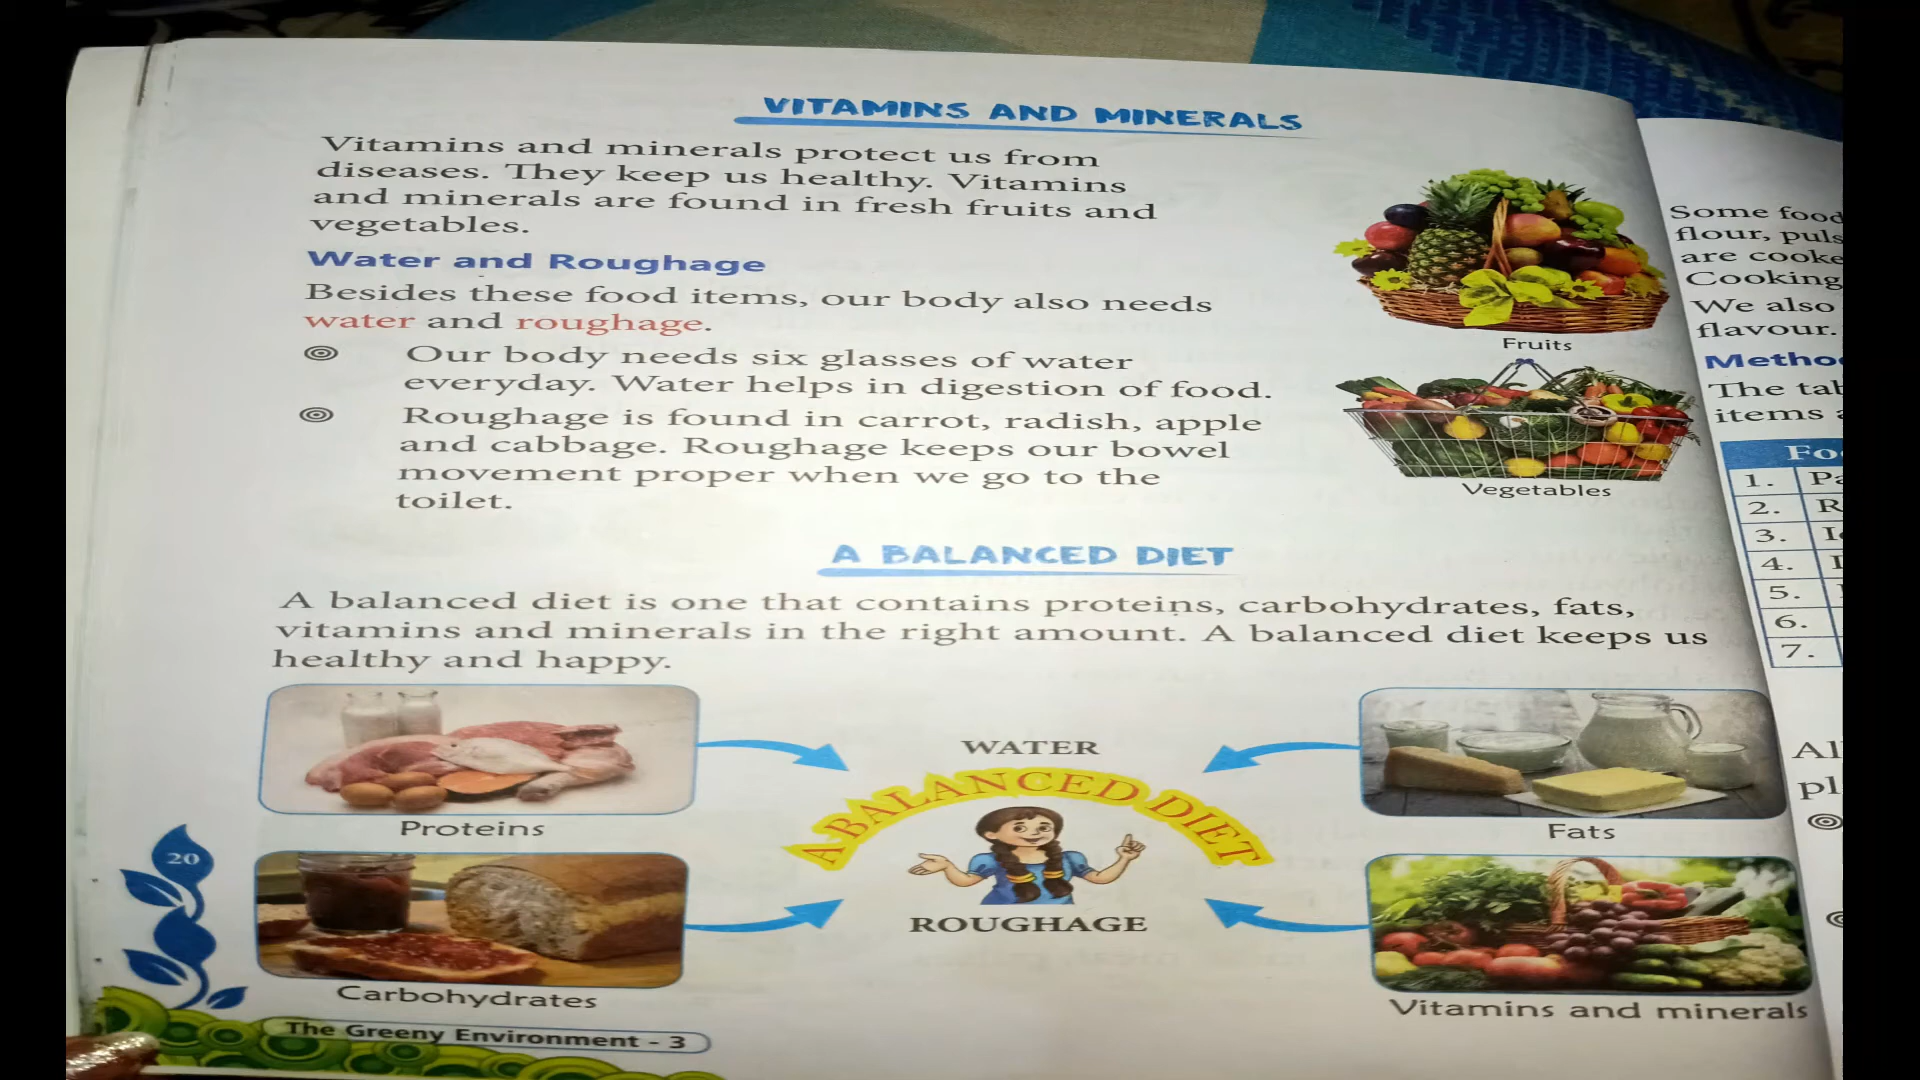 VITAMINS AND MINERALS
Vitamins and minerals protect us from
diseases. They keep us healthy. Vitamins
and minerals are found in fresh fruits and
vegetables.
Water and Roughage
Besides these food items, our body also needs
water and roughage.
Our body needs six glasses of water
everyday. Water helps in digestion of food.
Roughage is found in carrot, radish, apple
and cabbage. Roughage keeps our bowel
movement proper when we go to the
toilet.
Fruits
Vegetables
A BALANCED DIET
A balanced diet is one that contains proteins, carbohydrates, fats,
vitamins and minerals in the right amount. A balanced diet keeps us
healthy and happy.
Proteins
Carbohydrates
WATER
A BALANCED DIET
ROUGHAGE
Fats
Vitamins and minerals
20
The Greeny Environment - 3
Some food
flour,
are
Cooking
We also
flavour.
The
items
1.
2.
3.
4.
5.
6.
7.